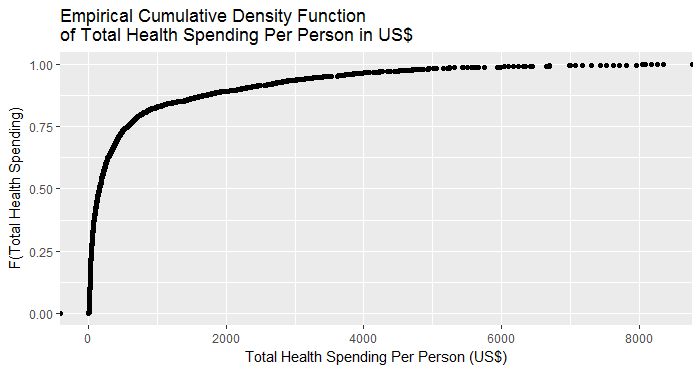 Empirical Cumulative Density Function
of Total Health Spending Per Person in US$
F(Total Health Spending)
1.00
0.75
0.50
0.25
0.00
0 2000 4000 6000 8000
Total Health Spending Per Person (US$)